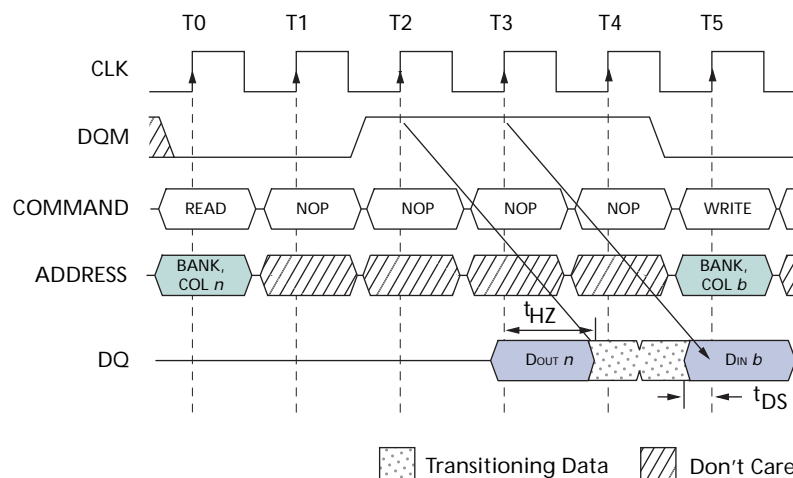 T0 T1 T2 T3 T4 T5
CLK
DQM
COMMAND READ NOP NOP NOP NOP WRITE
ADDRESS BANK, COL n BANK, COL b
tHZ
DQ DOUT n DIN b
tDS
Transitioning Data Don't Care